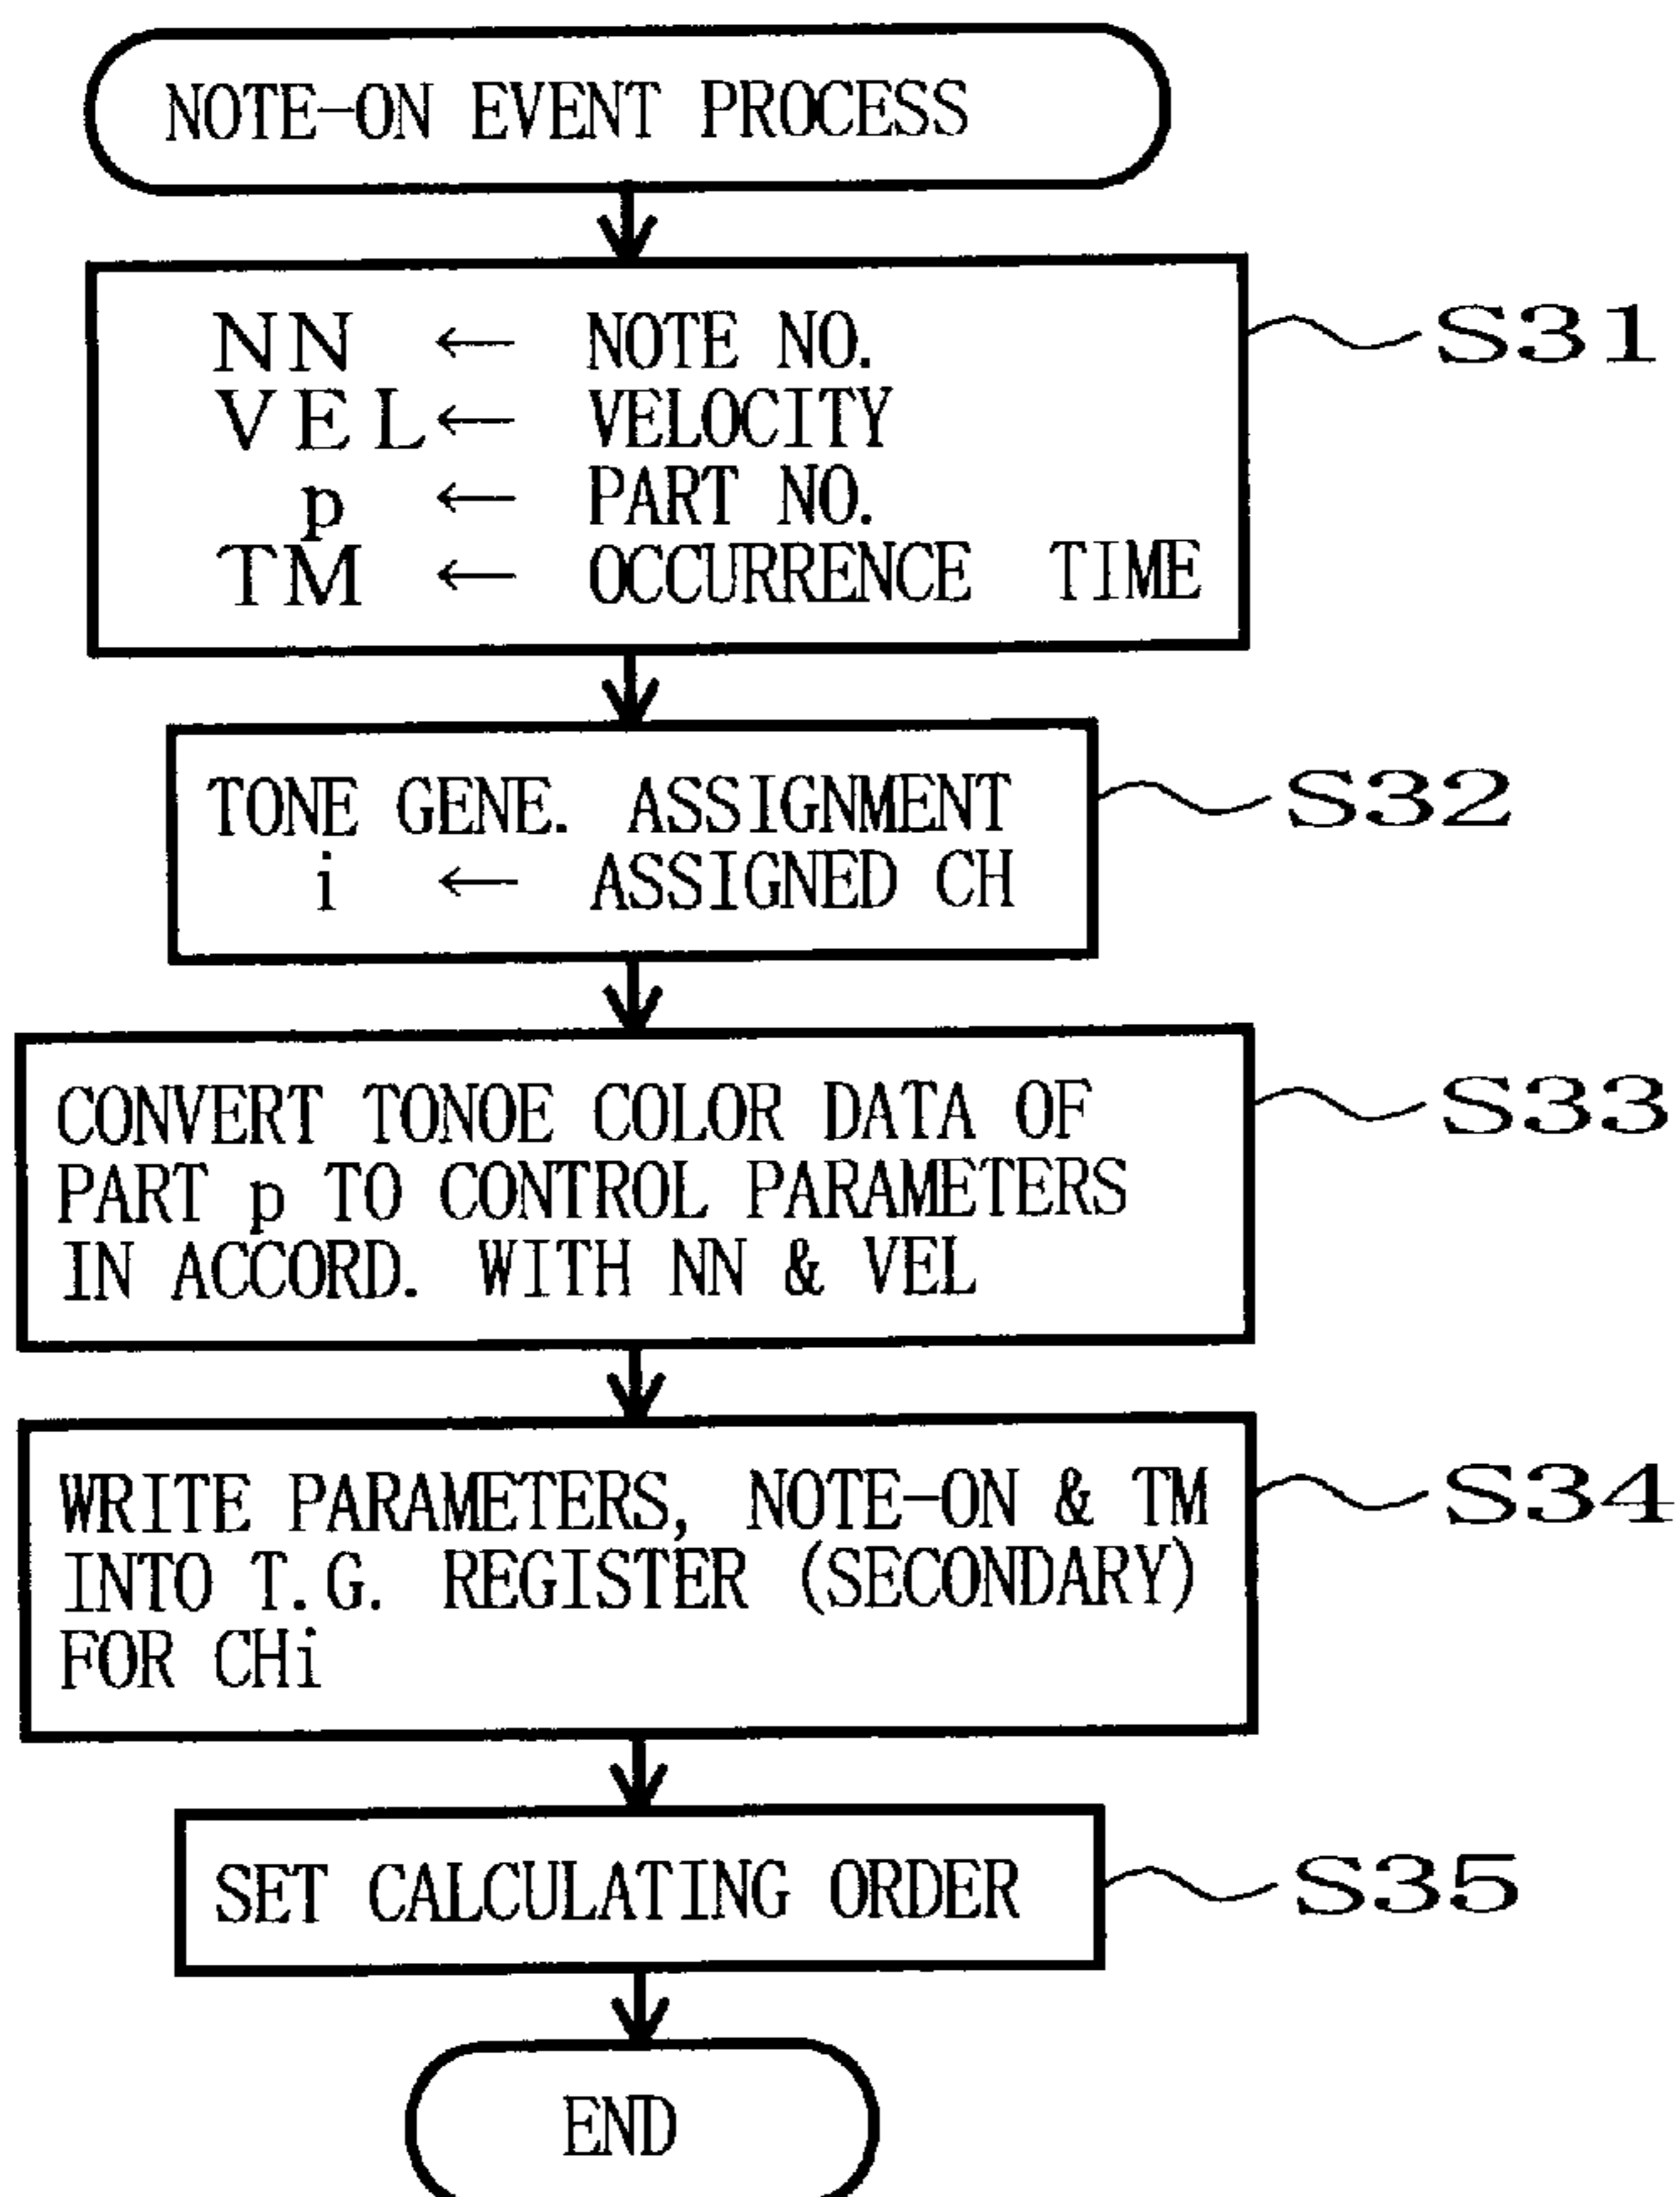 NOTE-ON EVENT PROCESS
NN ← NOTE NO.
VEL ← VELOCITY
p ← PART NO.
TM ← OCCURRENCE TIME
S31
TONE GENE. ASSIGNMENT
i ← ASSIGNED CH
S32
CONVERT TONOE COLOR DATA OF
PART p TO CONTROL PARAMETERS
IN ACCORD. WITH NN & VEL
S33
WRITE PARAMETERS, NOTE-ON & TM
INTO T.G. REGISTER (SECONDARY)
FOR CHi
S34
SET CALCULATING ORDER
S35
END